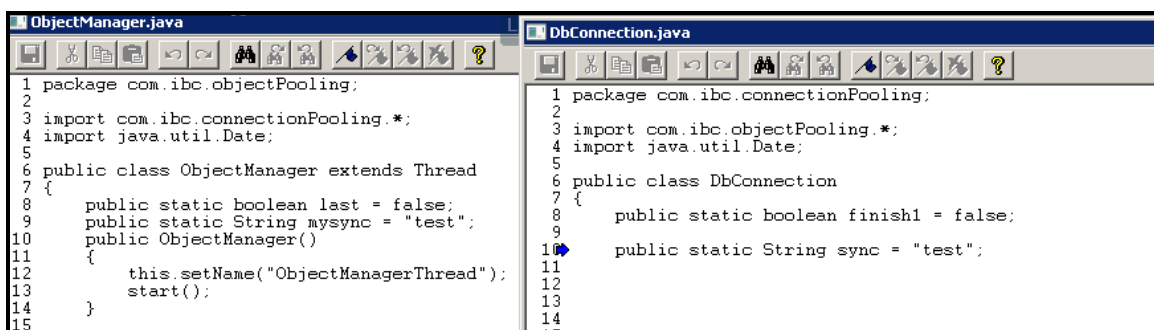 ObjectManager.java
1 package com.ibc.objectPooling;
2
3 import com.ibc.connectionPooling.*;
4 import java.util.Date;
5
6 public class ObjectManager extends Thread
7 {
8     public static boolean last = false;
9     public static String mysync = "test";
10     public ObjectManager()
11     {
12         this.setName("ObjectManagerThread");
13         start();
14     }
15
DbConnection.java
1 package com.ibc.connectionPooling;
2
3 import com.ibc.objectPooling.*;
4 import java.util.Date;
5
6 public class DbConnection
7 {
8     public static boolean finish1 = false;
9
10     public static String sync = "test";
11
12
13
14